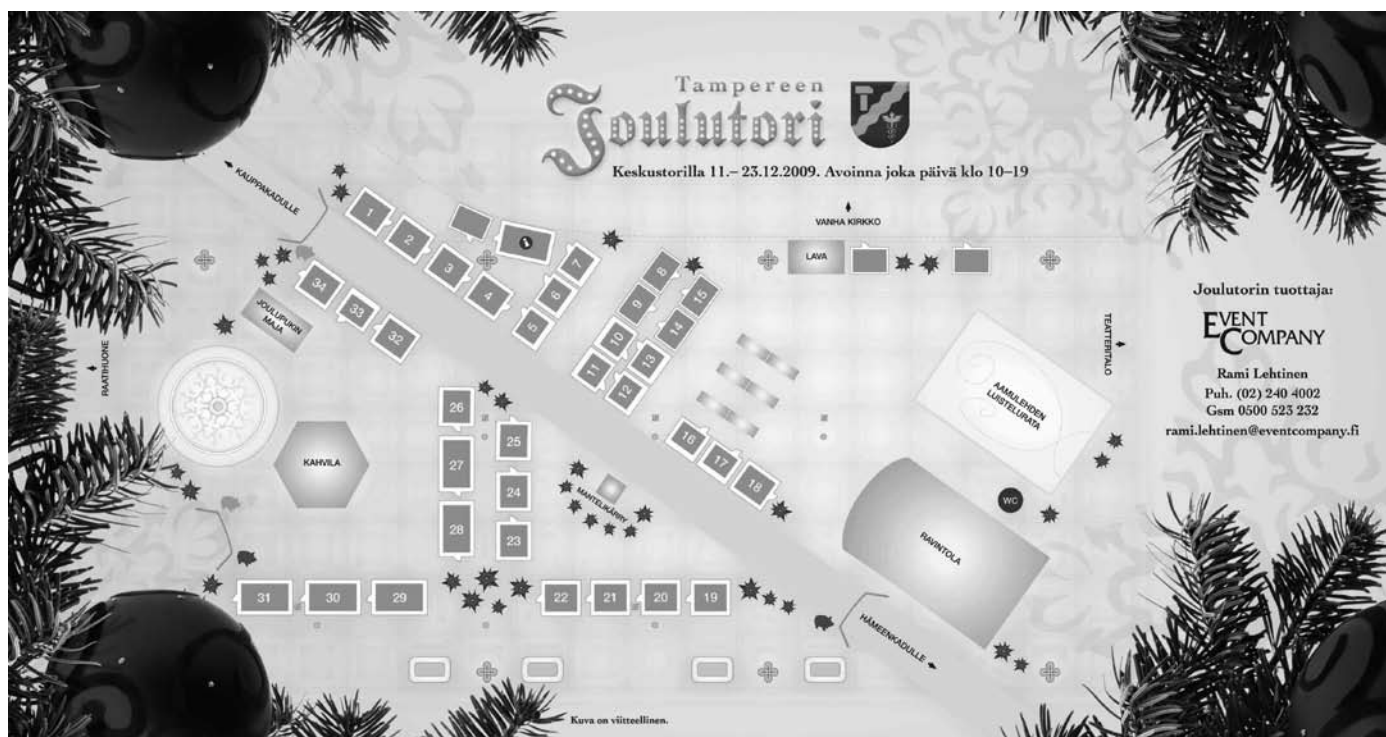 Tampereen
Joulutori
Keskustorilla 11.– 23.12.2009. Avoinna joka päivä klo 10–19
KAUPPAKADULLE
VANHA KIRKKO
LAVA
1
2
3
4
i
5
6
7
8
9
10
11
12
13
14
15
34
33
32
JOULUPUKIN
MAJA
RAATIHUONE
TEATTERITALO
AAMULEHDEN
LUISTELURATA
Joulutorin tuottaja:
EVENT
COMPANY
Rami Lehtinen
Puh. (02) 240 4002
Gsm 0500 523 232
rami.lehtinen@eventcompany.fi
KAHVILA
26
27
28
25
24
23
MANTELIKÄRRY
16
17
18
WC
RAVINTOLA
31
30
29
22
21
20
19
HÄMEENKADULLE
Kuva on viitteellinen.